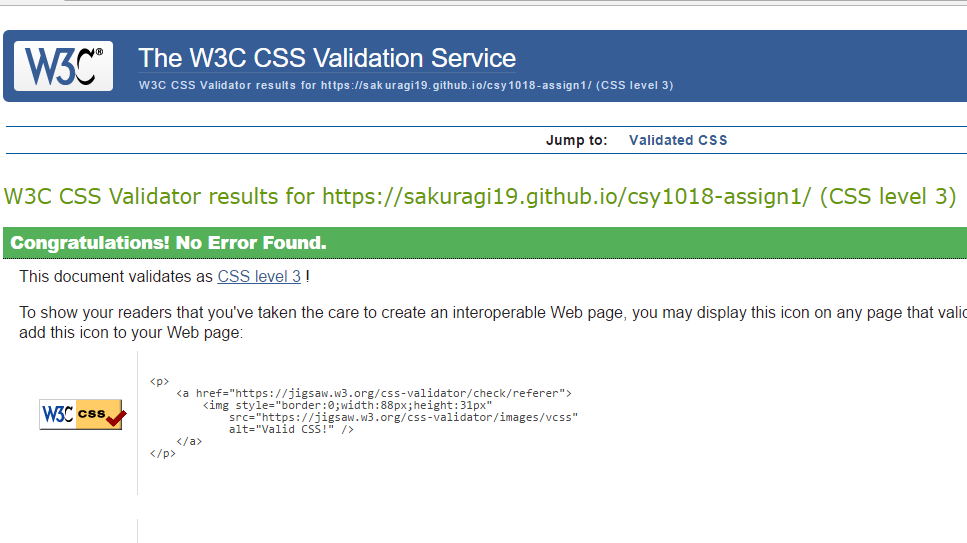 W3C®
The W3C CSS Validation Service
W3C CSS Validator results for https://sakuragi19.github.io/csy1018-assign1/ (CSS level 3)
Jump to: Validated CSS
W3C CSS Validator results for https://sakuragi19.github.io/csy1018-assign1/ (CSS level 3)
Congratulations! No Error Found.
This document validates as CSS level 3 !
To show your readers that you've taken the care to create an interoperable Web page, you may display this icon on any page that
add this icon to your Web page:
W3C css
<p>
<a href="https://jigsaw.w3.org/css-validator/check/referer">
<img style="border:0;width:88px;height:31px"
src="https://jigsaw.w3.org/css-validator/images/vcss"
alt="Valid CSS!" />
</a>
</p>